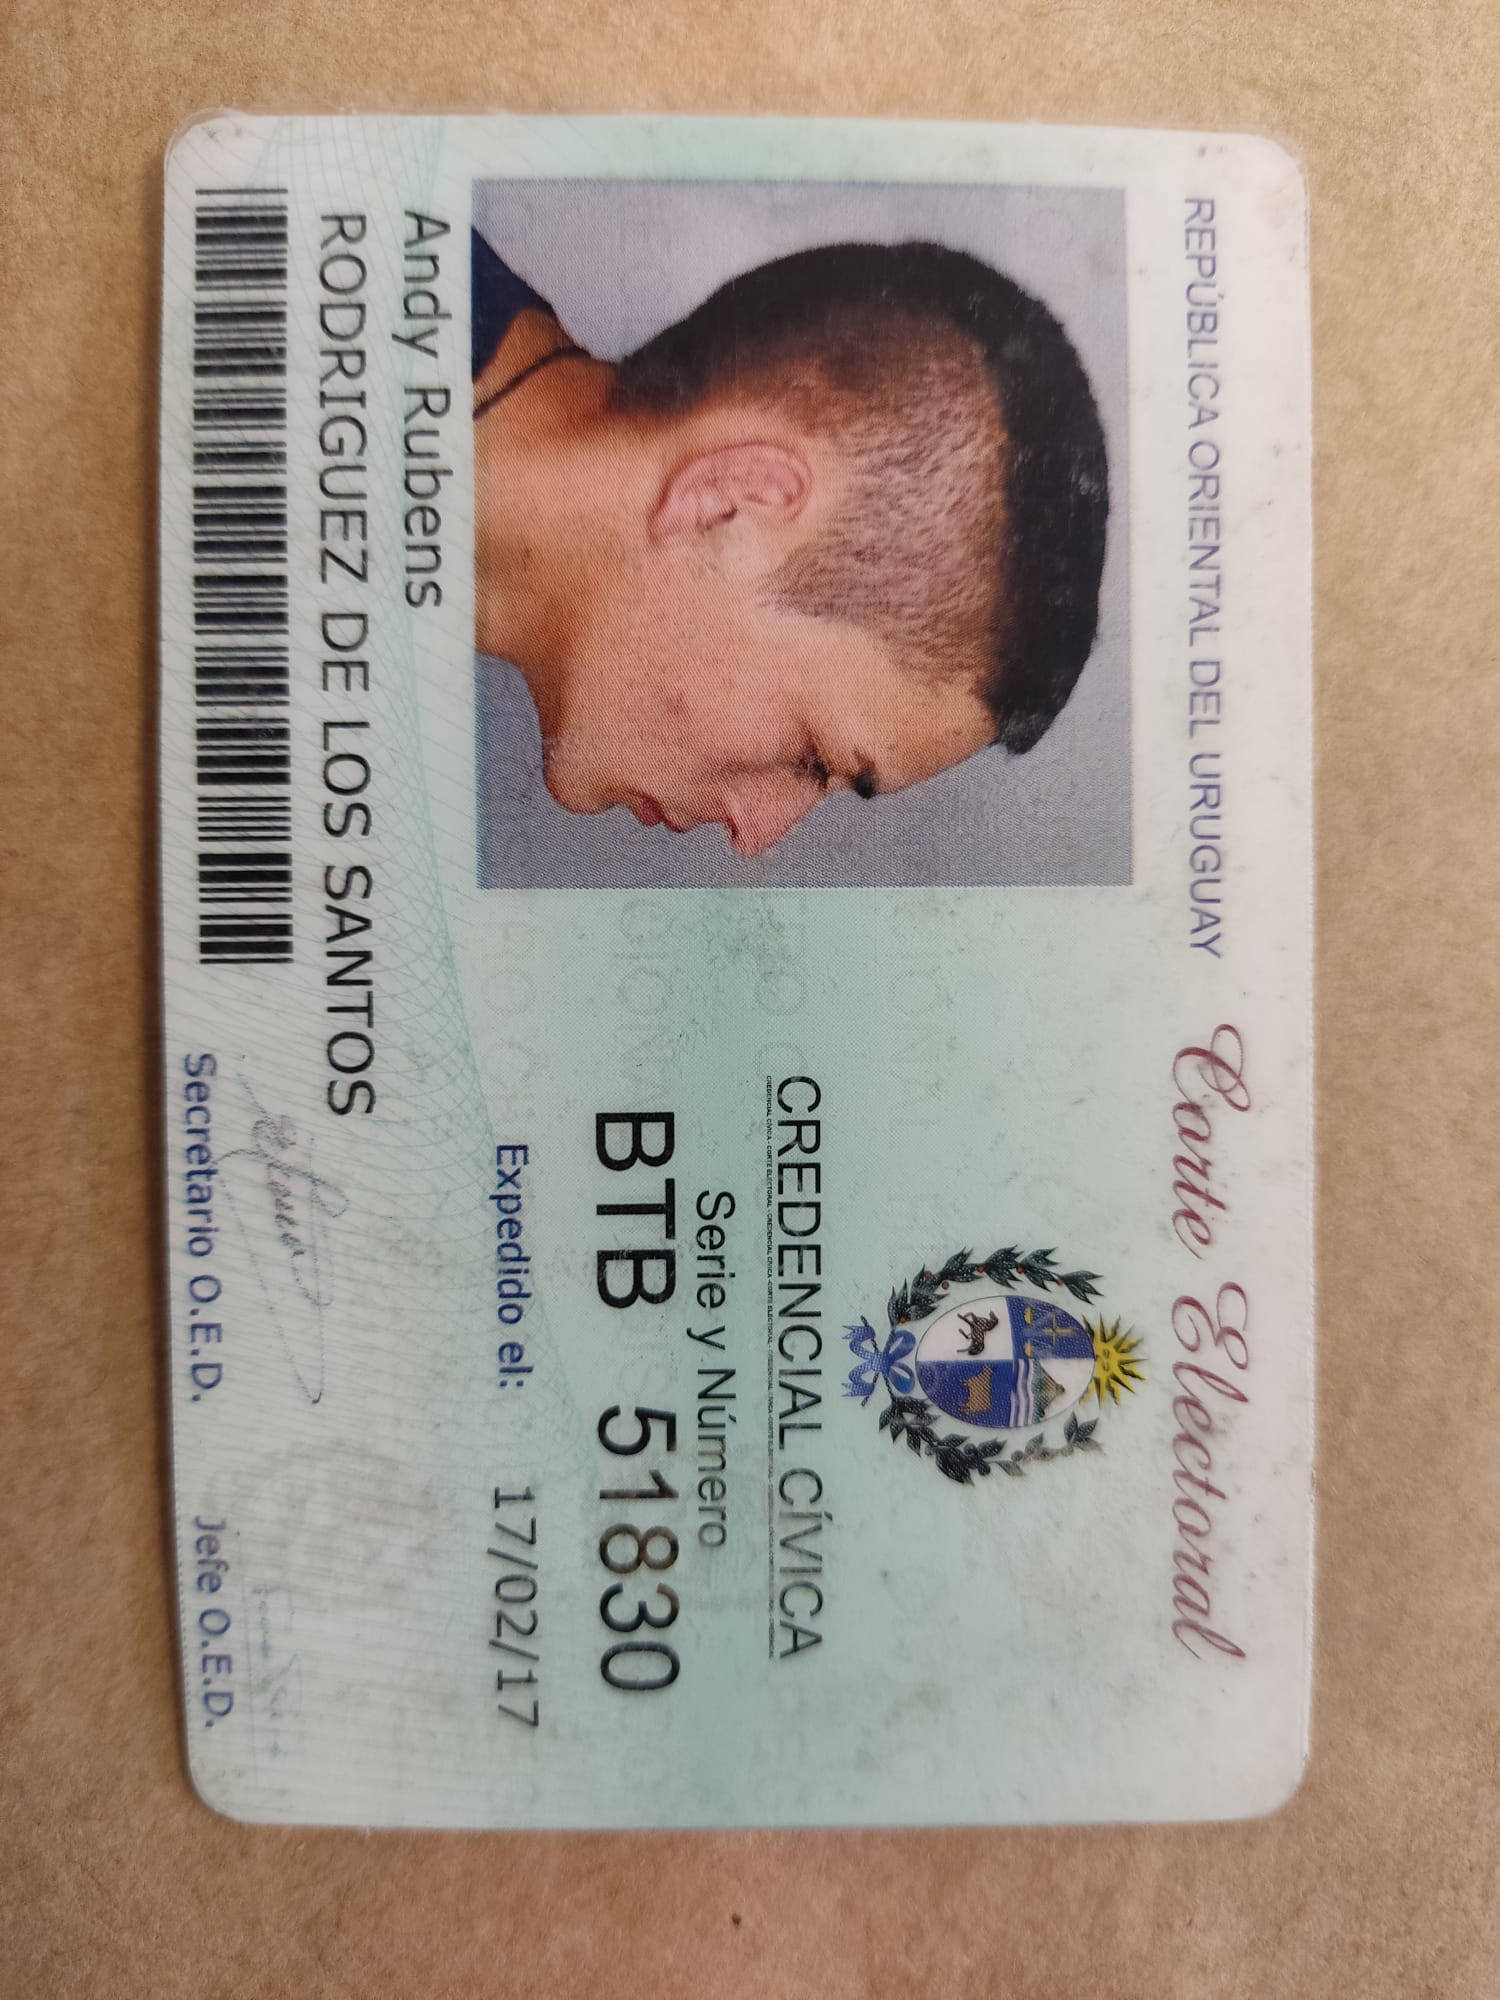 REPÚBLICA ORIENTAL DEL URUGUAY
Corte Electoral
CREDENCIAL CÍVICA
CREDENCIAL CÍVICA - CORTE ELECTORAL - CREDENCIAL CÍVICA - CORTE ELECTORAL - CREDENCIAL CÍVICA - CORTE ELECTORAL - CREDENCIAL CÍVICA - CORTE ELECTORAL - CREDENCIAL
Serie y Número
BTB 51830
Expedido el: 17/02/17
Andy Rubens
RODRIGUEZ DE LOS SANTOS
Secretario O.E.D.
Jefe O.E.D.